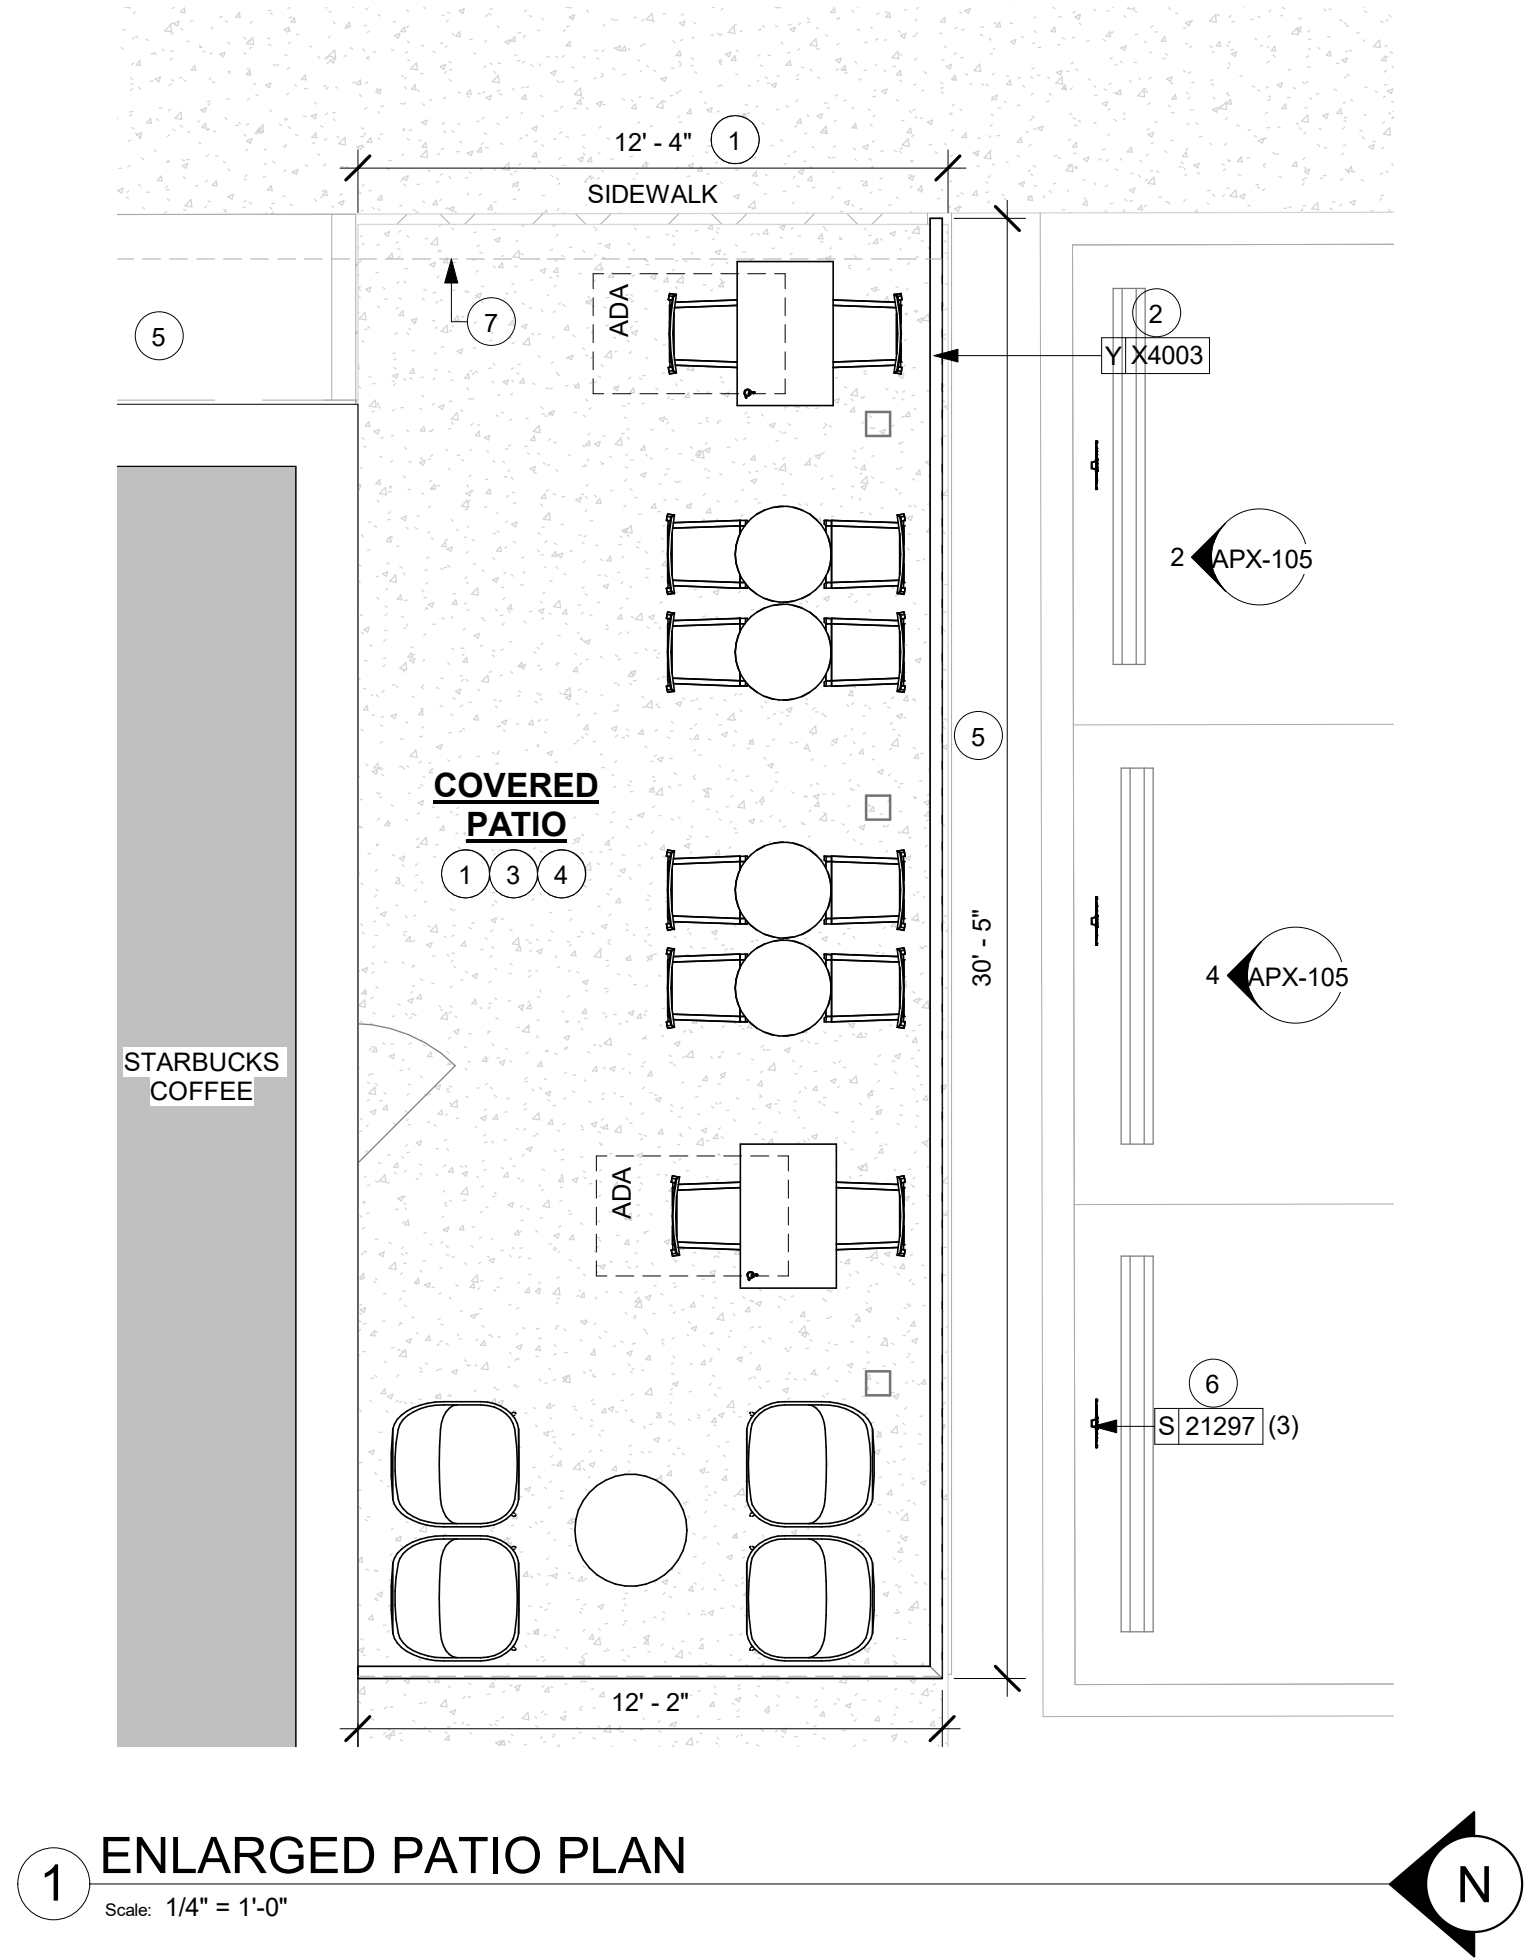 12' - 4" 1
SIDEWALK
ADA
7
5
2
Y X4003
2 APX-105
5
COVERED
PATIO
1 3 4
30' - 5"
4 APX-105
STARBUCKS
COFFEE
ADA
6
S 21297 (3)
12' - 2"
1 ENLARGED PATIO PLAN
Scale: 1/4" = 1'-0"
N